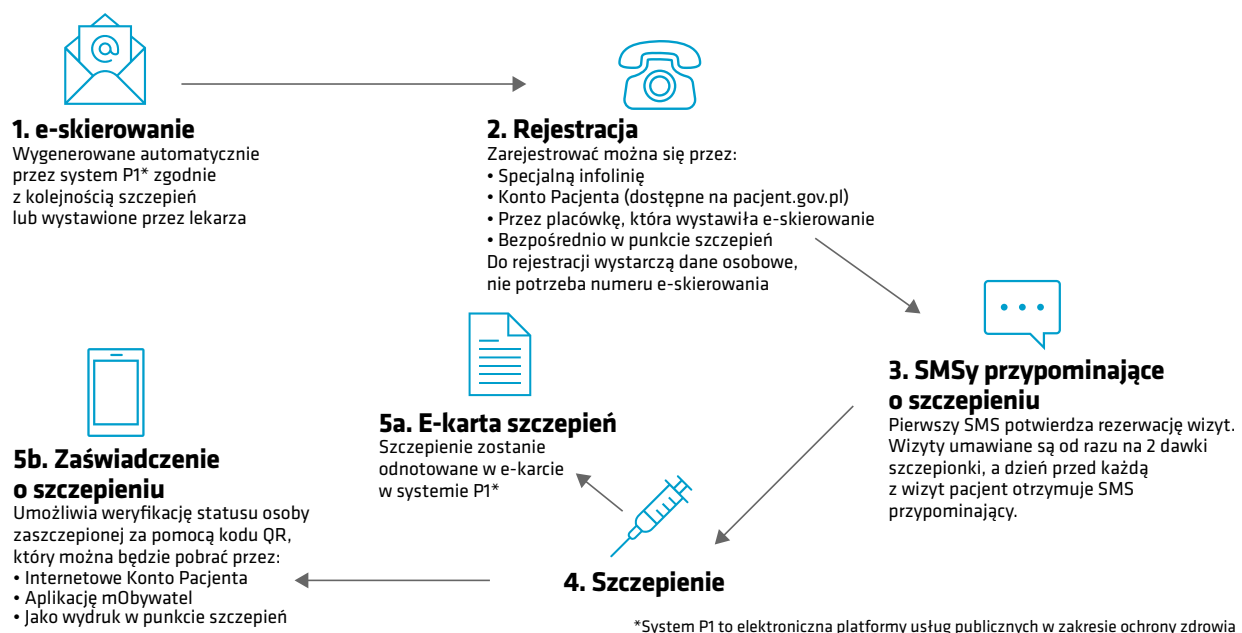 1. e-skierowanie
Wygenerowane automatycznie
przez system P1* zgodnie
z kolejnością szczepień
lub wystawione przez lekarza
2. Rejestracja
Zarejestrować można się przez:
• Specjalną infolinię
• Konto Pacjenta (dostępne na pacjent.gov.pl)
• Przez placówkę, która wystawiła e-skierowanie
• Bezpośrednio w punkcie szczepień
Do rejestracji wystarczą dane osobowe,
nie potrzeba numeru e-skierowania
3. SMSy przypominające
o szczepieniu
Pierwszy SMS potwierdza rezerwację wizyt.
Wizyty umawiane są od razu na 2 dawki
szczepionki, a dzień przed każdą
z wizyt pacjent otrzymuje SMS
przypominający.
4. Szczepienie
5a. E-karta szczepień
Szczepienie zostanie
odnotowane w e-karcie
w systemie P1*
5b. Zaświadczenie
o szczepieniu
Umożliwia weryfikację statusu osoby
zaszczepionej za pomocą kodu QR,
który można będzie pobrać przez:
• Internetowe Konto Pacjenta
• Aplikację mObywatel
• Jako wydruk w punkcie szczepień
*System P1 to elektroniczna platformy usług publicznych w zakresie ochrony zdrowia